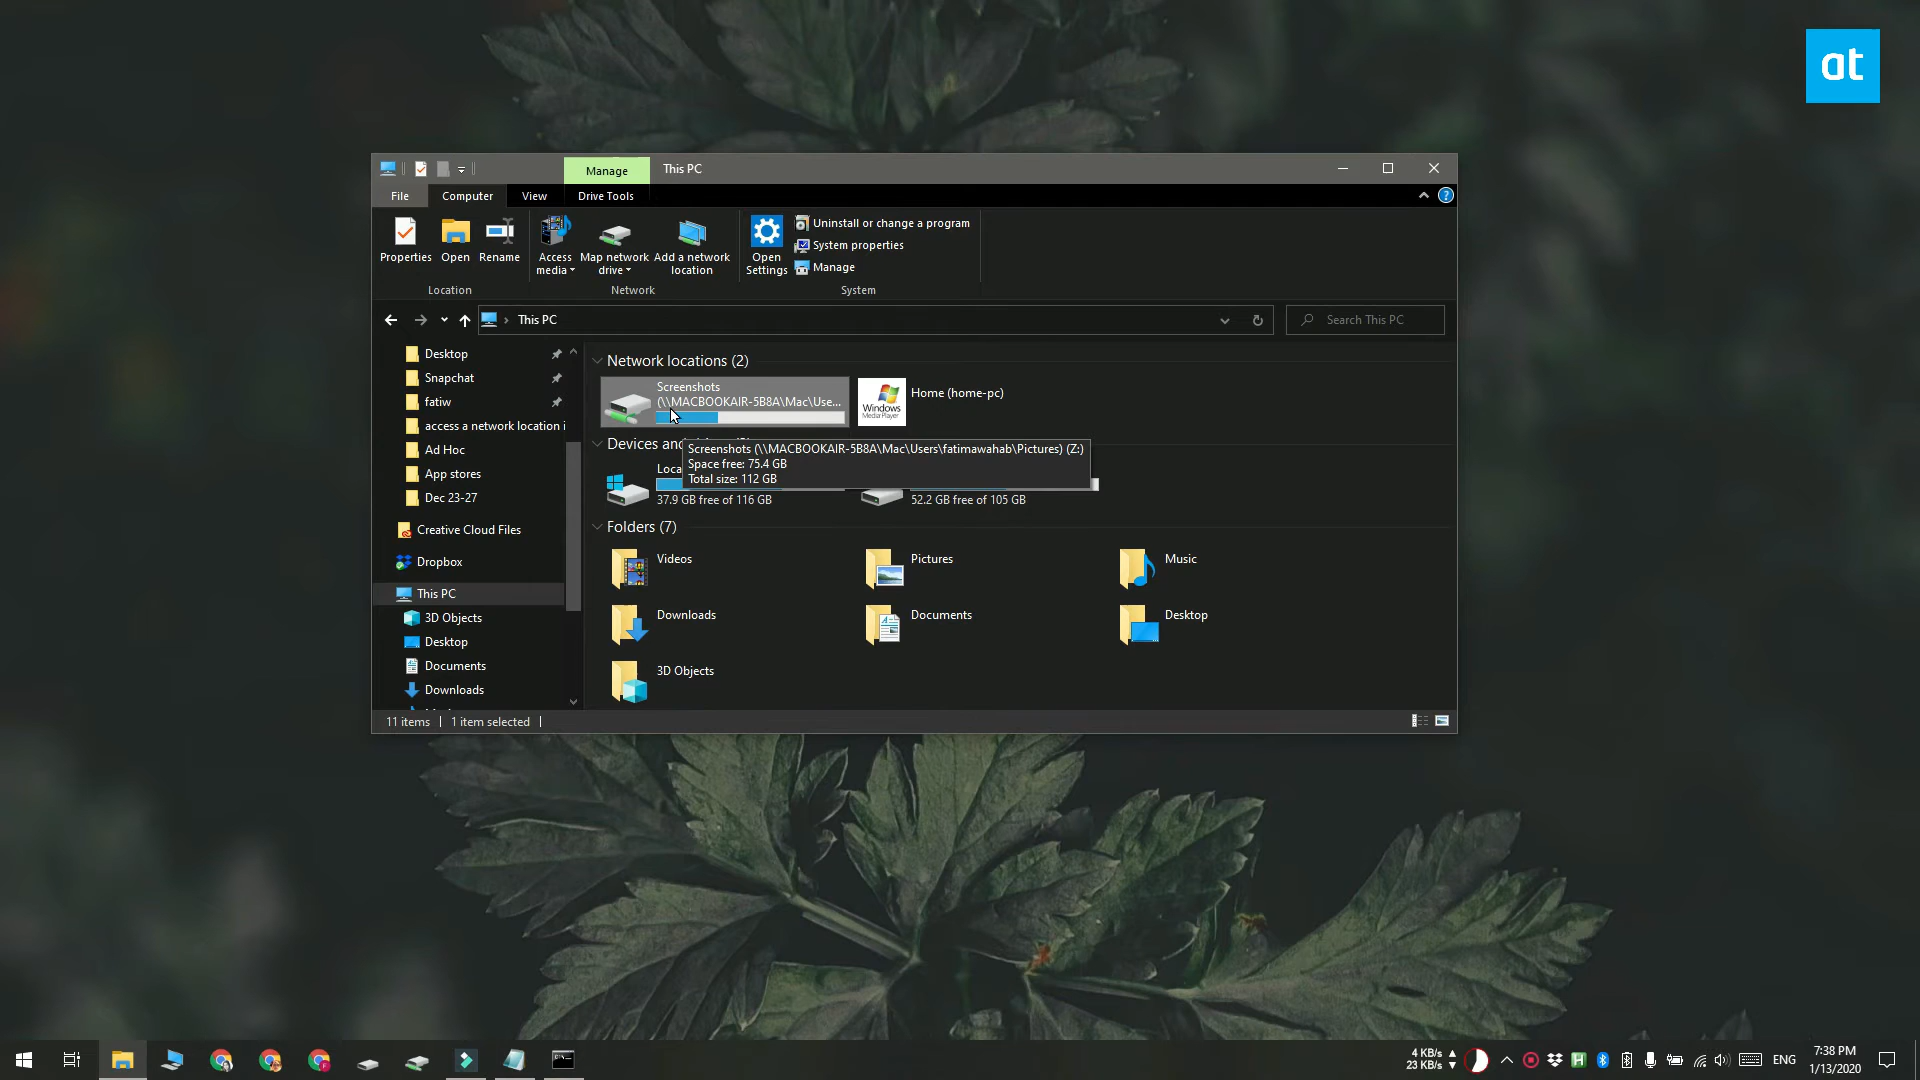 at
Manage
This PC
File
Computer
View
Drive Tools
Properties
Open
Rename
Access media
Map network drive
Add a network location
Open Settings
Uninstall or change a program
System properties
Manage
Location
Network
System
This PC
Search This PC
Desktop
Snapchat
fatiw
access a network location i
Ad Hoc
App stores
Dec 23-27
Creative Cloud Files
Dropbox
This PC
3D Objects
Desktop
Documents
Downloads
Network locations (2)
Screenshots
(\\MACBOOKAIR-5B8A\Mac\Use...
Home (home-pc)
Windows
Media Player
Devices and
Screenshots (\\MACBOOKAIR-5B8A\Mac\Users\fatimawahab\Pictures) (Z:)
Space free: 75.4 GB
Total size: 112 GB
Loca
37.9 GB free of 116 GB
52.2 GB free of 105 GB
Folders (7)
Videos
Pictures
Music
Downloads
Documents
Desktop
3D Objects
11 items
1 item selected
4 KB/s
23 KB/s
ENG
7:38 PM
1/13/2020